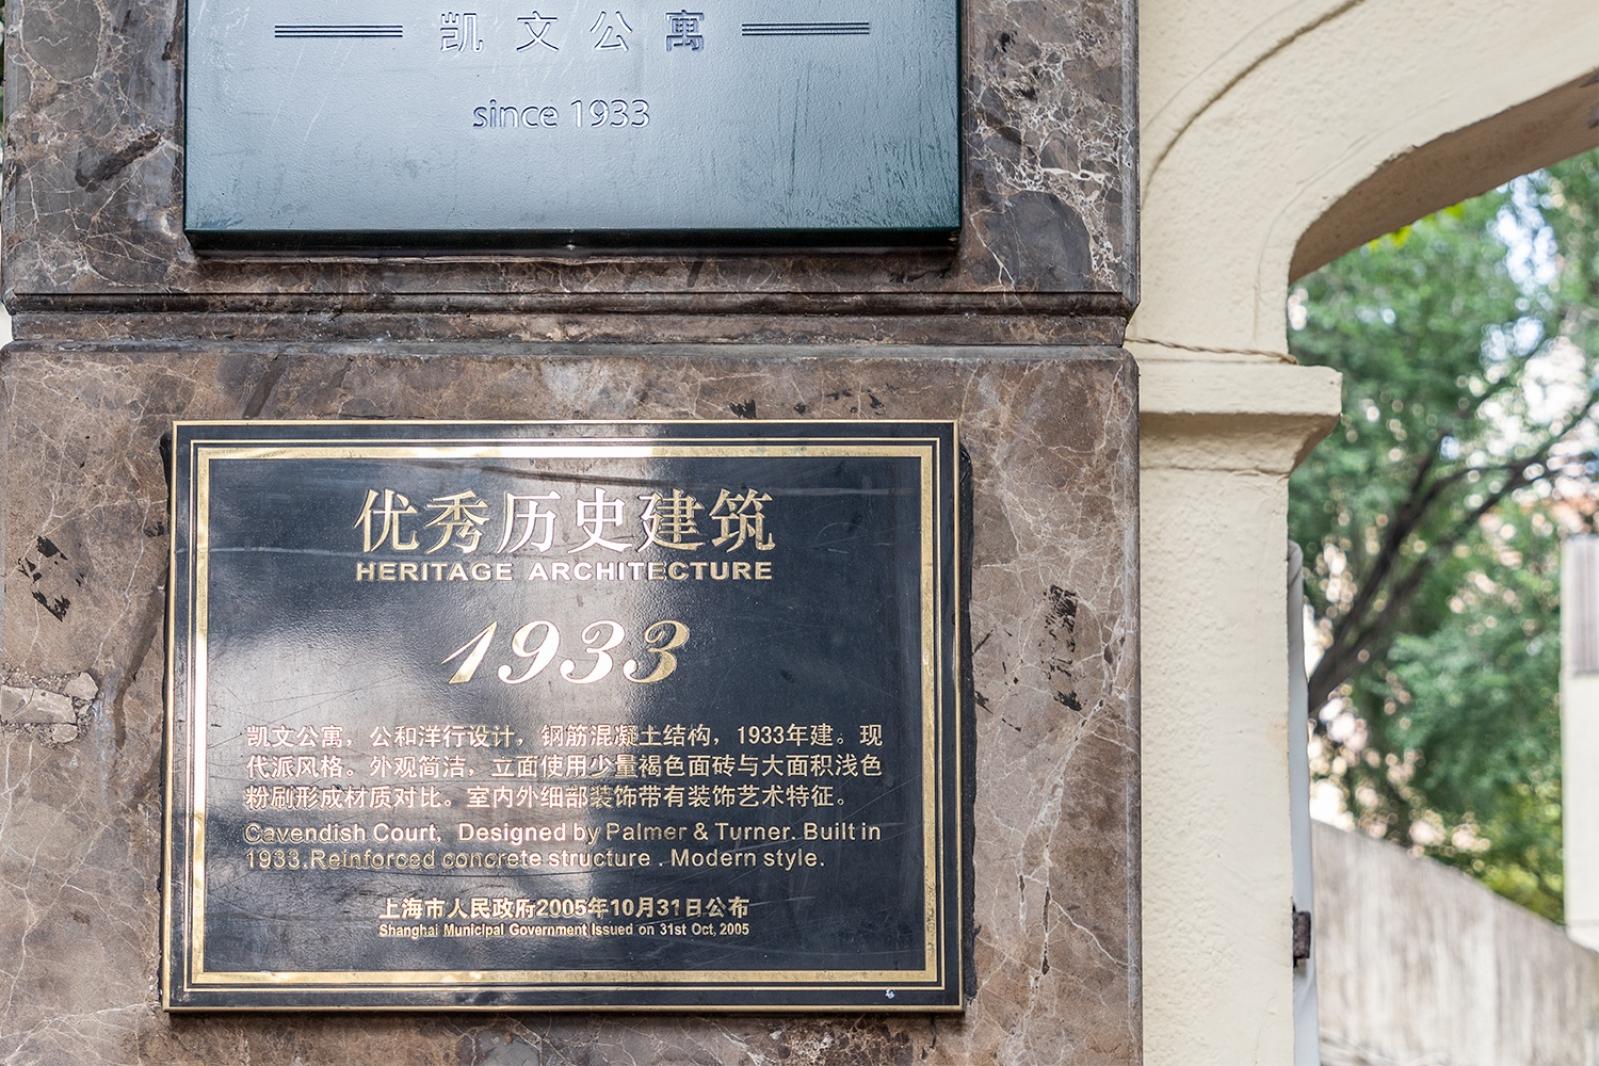 凯文公寓
since 1933
优秀历史建筑
HERITAGE ARCHITECTURE
1933
凯文公寓，公和洋行设计，钢筋混凝土结构，1933年建。现
代派风格。外观简洁，立面使用少量褐色面砖与大面积浅色
粉刷形成材质对比。室内外细部装饰带有装饰艺术特征。
Cavendish Court, Designed by Palmer & Turner. Built in
1933.Reinforced concrete structure . Modern style.
上海市人民政府2005年10月31日公布
Shanghai Municipal Government Issued on 31st Oct, 2005